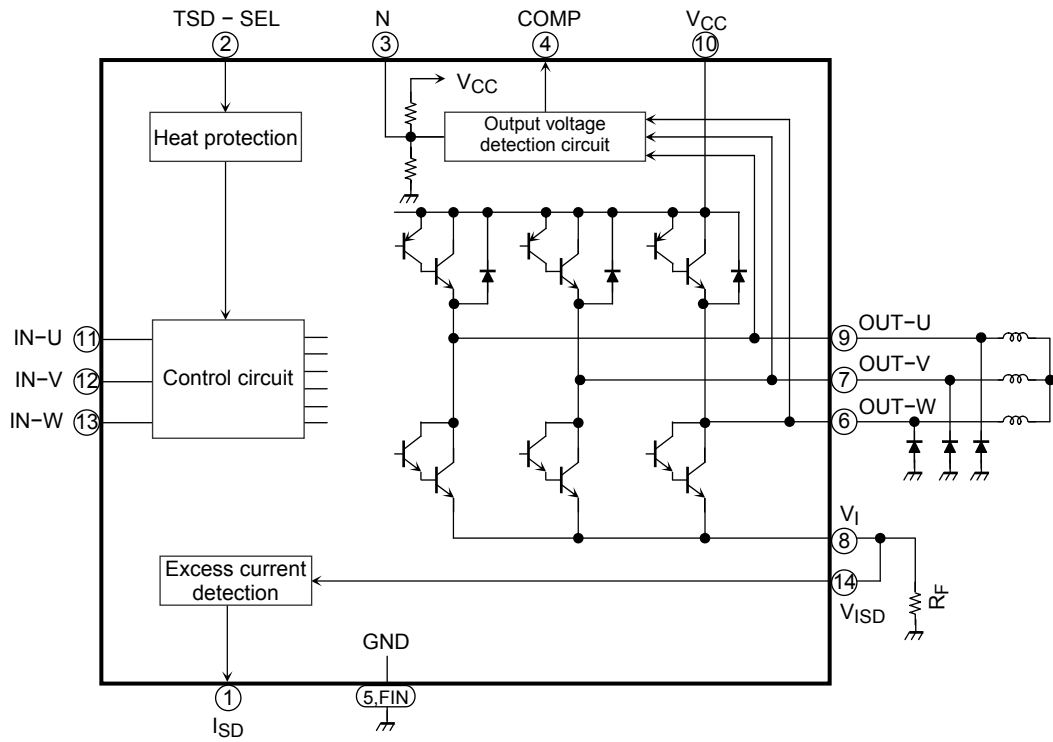 TSD − SEL
N
COMP
VCC
2
3
4
10
VCC
Heat protection
Output voltage
detection circuit
IN−U
11
IN−V
12
IN−W
13
Control circuit
9
OUT−U
7
OUT−V
6
OUT−W
VI
8
14
VISD
RF
Excess current
detection
GND
1
5,FIN
ISD